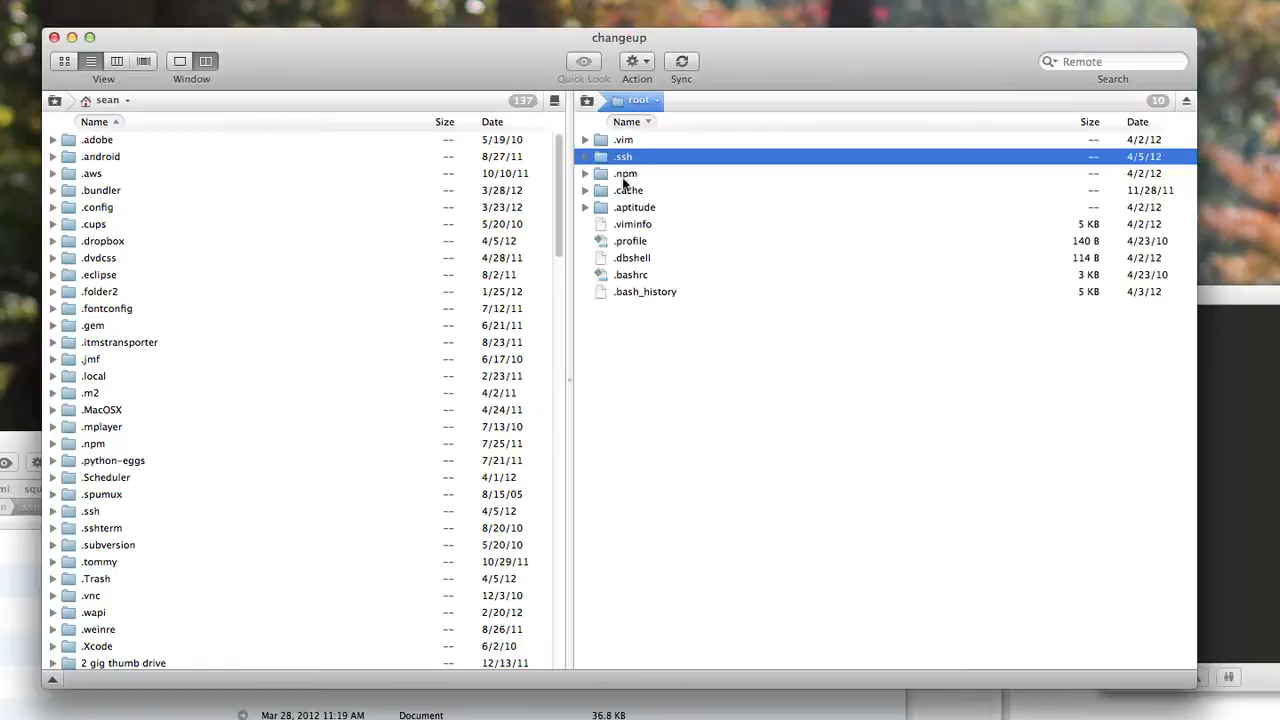 changeup
View
Window
Quick Look
Action
Sync
Remote
Search
sean 137
root 10
Name Size Date
.adobe -- 5/19/10
.android -- 8/27/11
.aws -- 10/10/11
.bundler -- 3/28/12
.config -- 3/23/12
.cups -- 5/20/10
.dropbox -- 4/5/12
.dvdcss -- 4/28/11
.eclipse -- 8/2/11
.folder2 -- 1/25/12
.fontconfig -- 7/12/11
.gem -- 6/21/11
.itmstransporter -- 8/23/11
.jmf -- 6/17/10
.local -- 2/23/11
.m2 -- 4/2/11
.MacOSX -- 4/24/11
.mplayer -- 7/13/10
.npm -- 7/25/11
.python-eggs -- 7/21/11
.Scheduler -- 4/1/12
.spumux -- 8/15/05
.ssh -- 4/5/12
.sshterm -- 8/20/10
.subversion -- 5/20/10
.tommy -- 10/29/11
.Trash -- 4/5/12
.vnc -- 12/3/10
.wapi -- 2/20/12
.weinre -- 8/26/11
.Xcode -- 6/2/10
2 gig thumb drive -- 12/13/11
Name Size Date
.vim -- 4/2/12
.ssh -- 4/5/12
.npm -- 4/2/12
.cache -- 11/28/11
.aptitude -- 4/2/12
.viminfo 5 KB 4/2/12
.profile 140 B 4/23/10
.dbshell 114 B 4/2/12
.bashrc 3 KB 4/23/10
.bash_history 5 KB 4/3/12
Mar 28, 2012 11:19 AM Document 36.8 KB